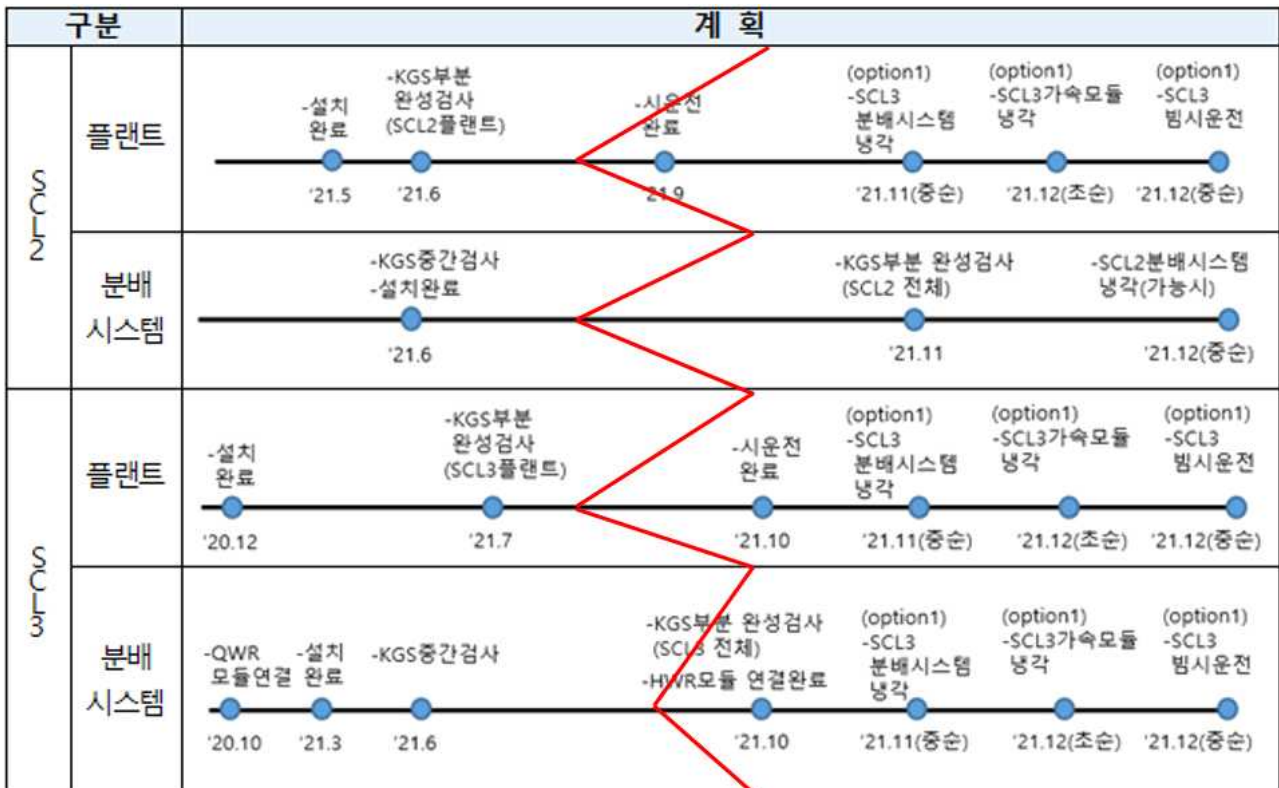 구분
계 획
SCL2
플랜트
-설치
완료
'21.5
-KGS부분
완성검사
(SCL2플랜트)
'21.6
-시운전
완료
'21.9
(option1)
-SCL3
분배시스템
냉각
'21.11(중순)
(option1)
-SCL3가속모듈
냉각
'21.12(초순)
(option1)
-SCL3
빔시운전
'21.12(중순)
분배
시스템
-KGS중간검사
-설치완료
'21.6
-KGS부분 완성검사
(SCL2 전체)
'21.11
-SCL2분배시스템
냉각(가능시)
'21.12(중순)
SCL3
플랜트
-설치
완료
'20.12
-KGS부분
완성검사
(SCL3플랜트)
'21.7
-시운전
완료
'21.10
(option1)
-SCL3
분배시스템
냉각
'21.11(중순)
(option1)
-SCL3가속모듈
냉각
'21.12(초순)
(option1)
-SCL3
빔시운전
'21.12(중순)
분배
시스템
-QWR
모듈연결
'20.10
-설치
완료
'21.3
-KGS중간검사
'21.6
-KGS부분 완성검사
(SCL3 전체)
-HWR모듈 연결완료
'21.10
(option1)
-SCL3
분배시스템
냉각
'21.11(중순)
(option1)
-SCL3가속모듈
냉각
'21.12(초순)
(option1)
-SCL3
빔시운전
'21.12(중순)